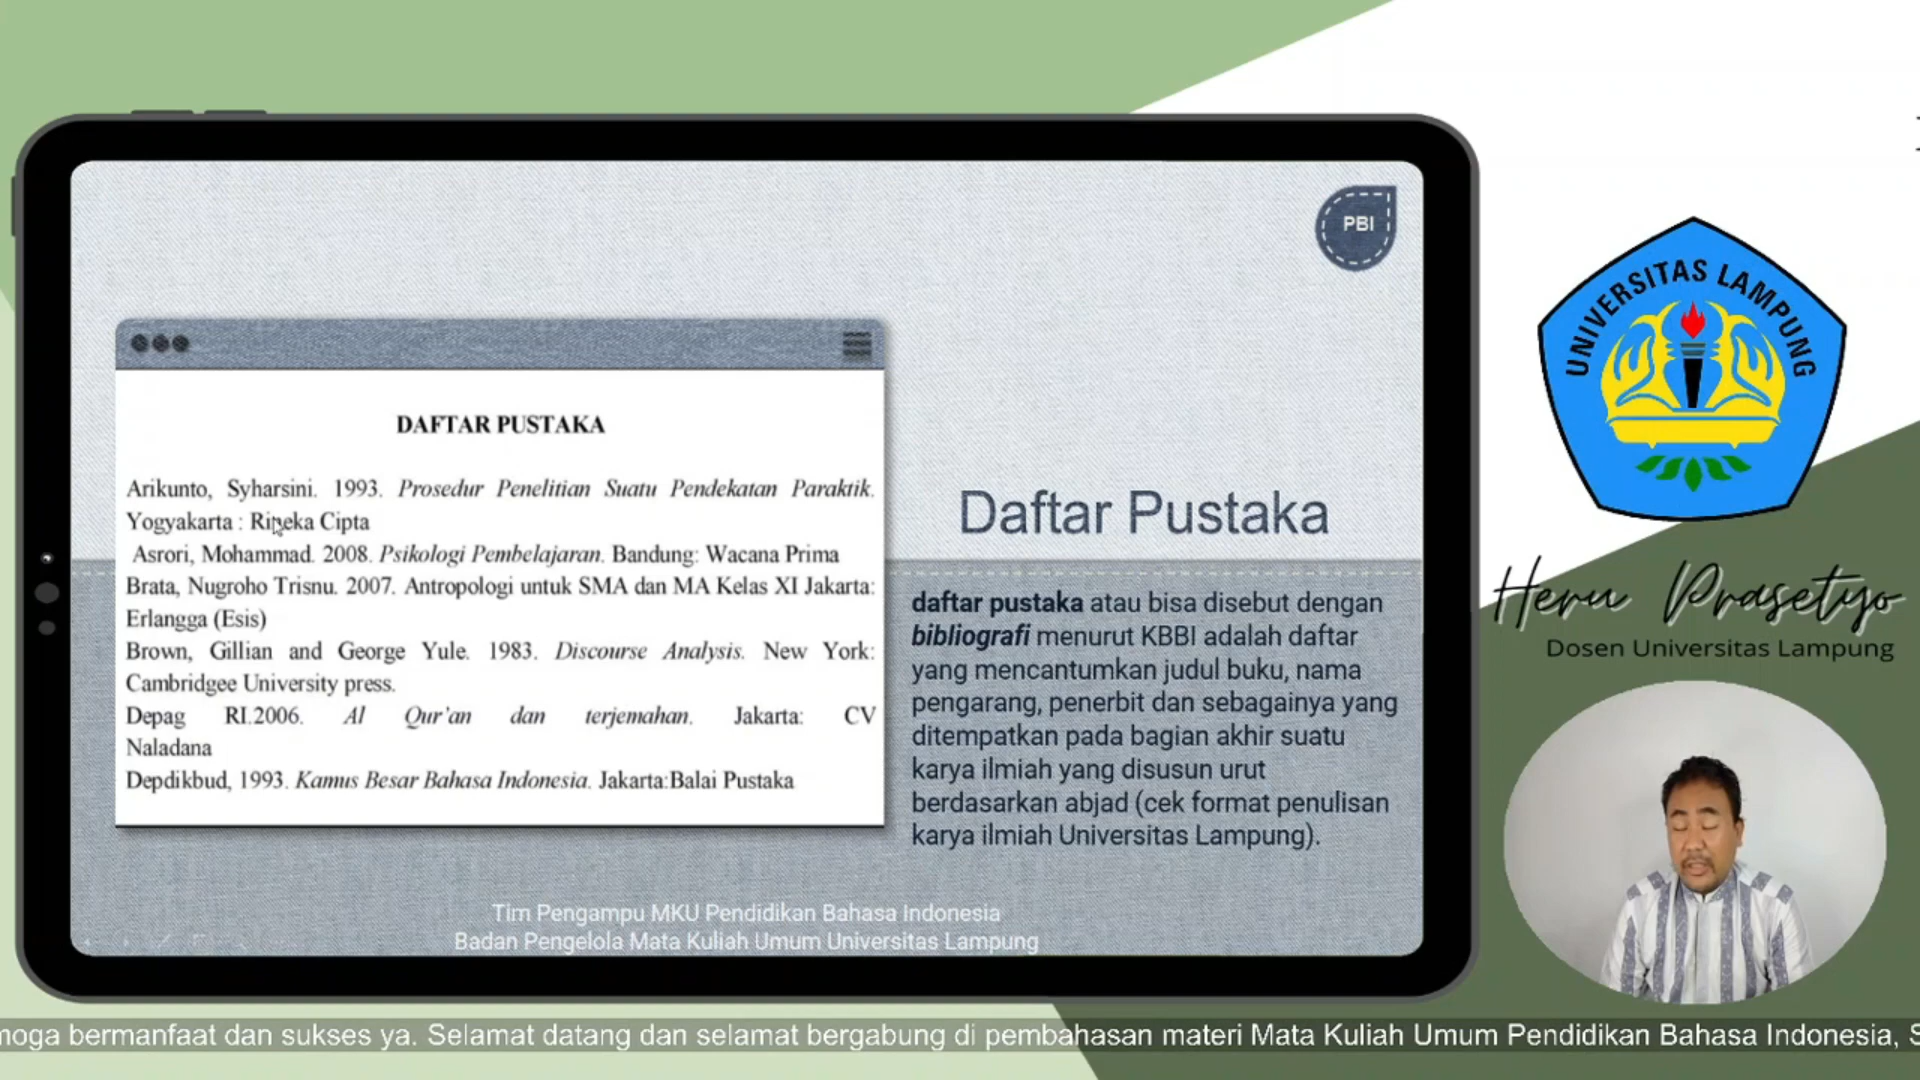 PBI
DAFTAR PUSTAKA
Arikunto, Syharsini. 1993. Prosedur Penelitian Suatu Pendekatan Paraktik.
Yogyakarta : Rineka Cipta
Asrori, Mohammad. 2008. Psikologi Pembelajaran. Bandung: Wacana Prima
Brata, Nugroho Trisnu. 2007. Antropologi untuk SMA dan MA Kelas XI Jakarta:
Erlangga (Esis)
Brown, Gillian and George Yule. 1983. Discourse Analysis. New York:
Cambridgee University press.
Depag RI.2006. Al Qur'an dan terjemahan. Jakarta: CV
Naladana
Depdikbud, 1993. Kamus Besar Bahasa Indonesia. Jakarta:Balai Pustaka
Daftar Pustaka
daftar pustaka atau bisa disebut dengan
bibliografi menurut KBBI adalah daftar
yang mencantumkan judul buku, nama
pengarang, penerbit dan sebagainya yang
ditempatkan pada bagian akhir suatu
karya ilmiah yang disusun urut
berdasarkan abjad (cek format penulisan
karya ilmiah Universitas Lampung).
Tim Pengampu MKU Pendidikan Bahasa Indonesia
Badan Pengelola Mata Kuliah Umum Universitas Lampung
UNIVERSITAS LAMPUNG
Heru Prasetyo
Dosen Universitas Lampung
moga bermanfaat dan sukses ya. Selamat datang dan selamat bergabung di pembahasan materi Mata Kuliah Umum Pendidikan Bahasa Indonesia, S